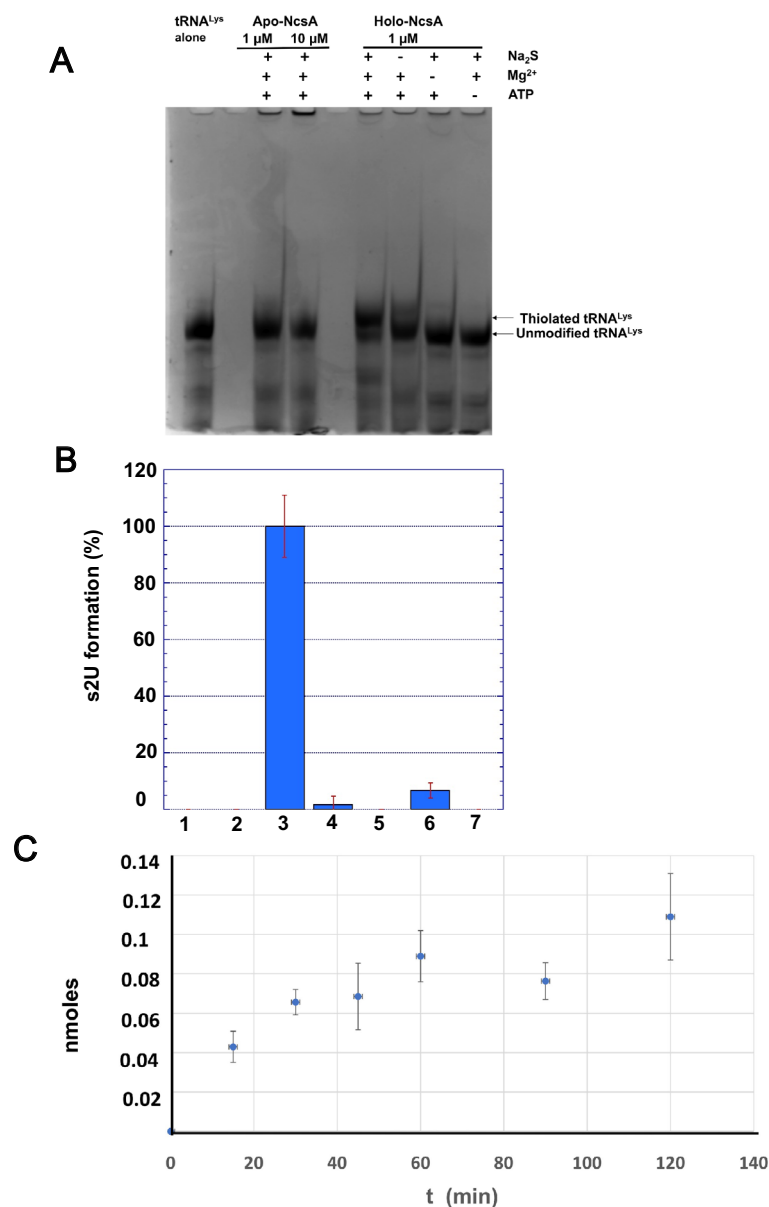 A
tRNAᴸʸˢ Apo-NcsA Holo-NcsA
alone 1 µM 10 µM 1 µM
+ + + - + + Na₂S
+ + + + - + Mg²⁺
+ + + + + - ATP
Thiolated tRNAᴸʸˢ
Unmodified tRNAᴸʸˢ
B
120
100
80
60
40
20
0
s2U formation (%)
1 2 3 4 5 6 7
C
0.14
0.12
0.1
0.08
0.06
0.04
0.02
nmoles
0 20 40 60 80 100 120 140
t (min)